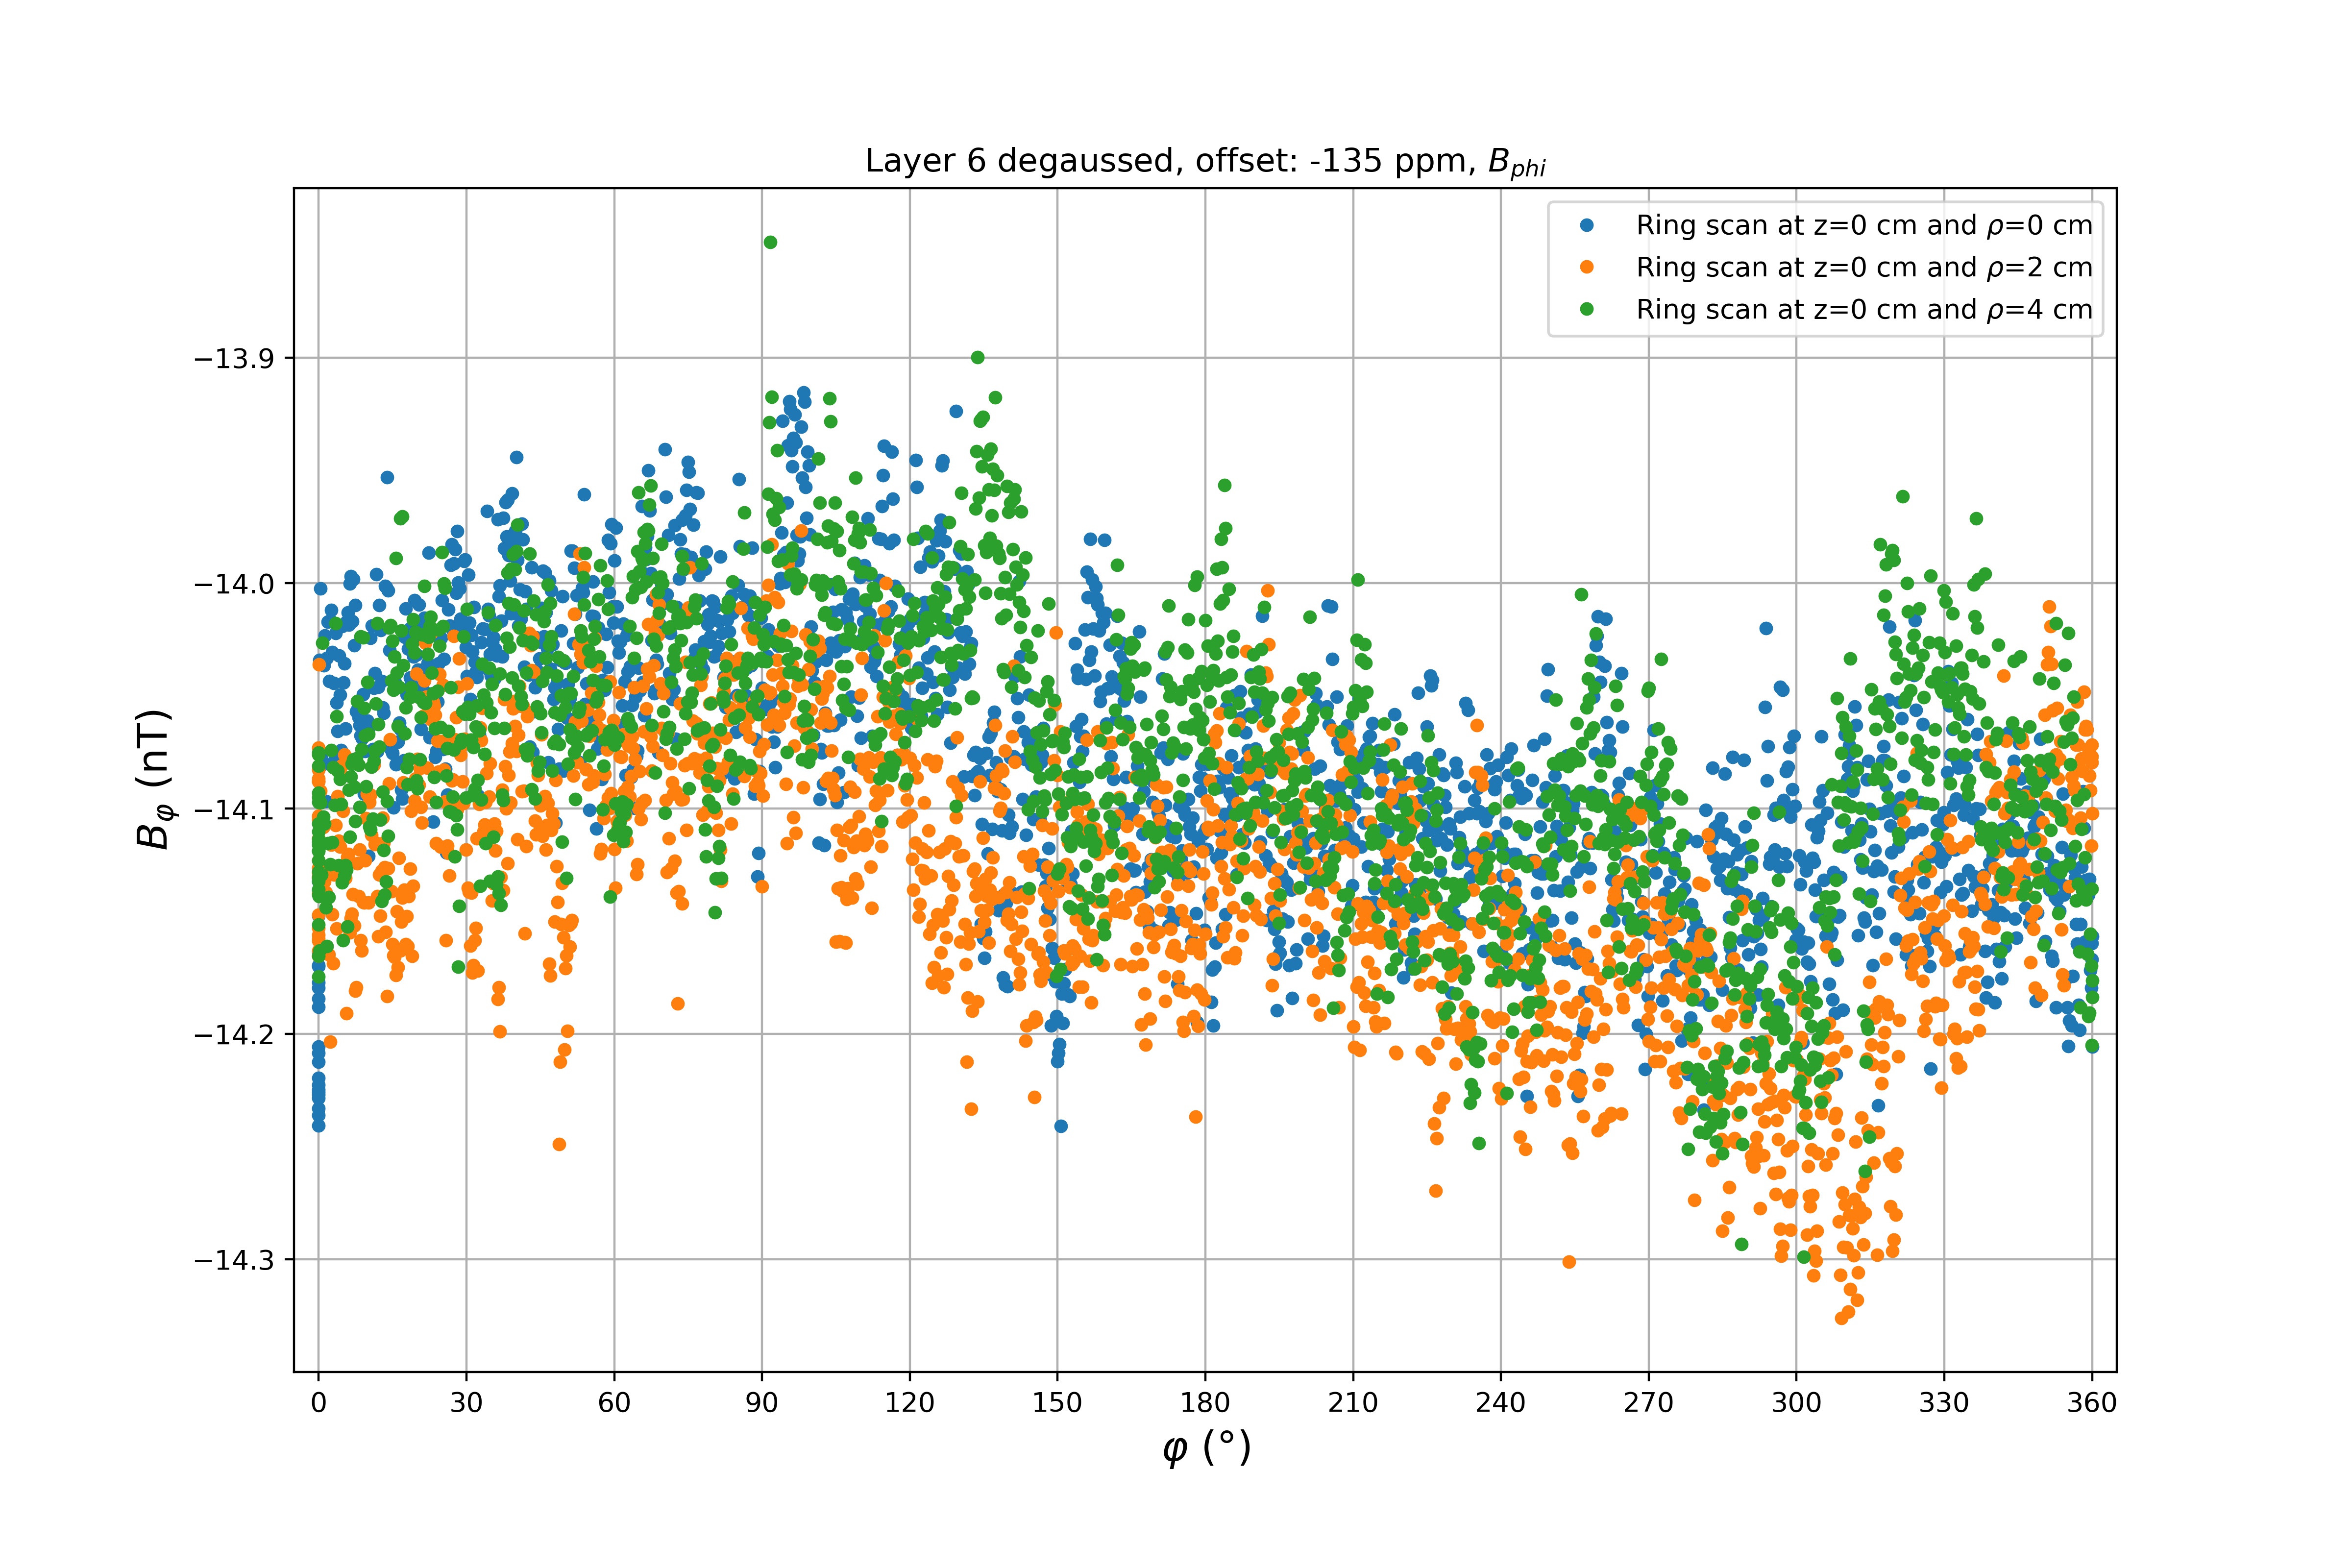 Layer 6 degaussed, offset: -135 ppm, B_phi
Ring scan at z=0 cm and ρ=0 cm
Ring scan at z=0 cm and ρ=2 cm
Ring scan at z=0 cm and ρ=4 cm
−13.9
−14.0
−14.1
−14.2
−14.3
B_φ (nT)
0 30 60 90 120 150 180 210 240 270 300 330 360
φ (°)